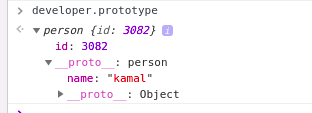 developer.prototype
person {id: 3082} i
id: 3082
__proto__: person
name: "kamal"
__proto__: Object